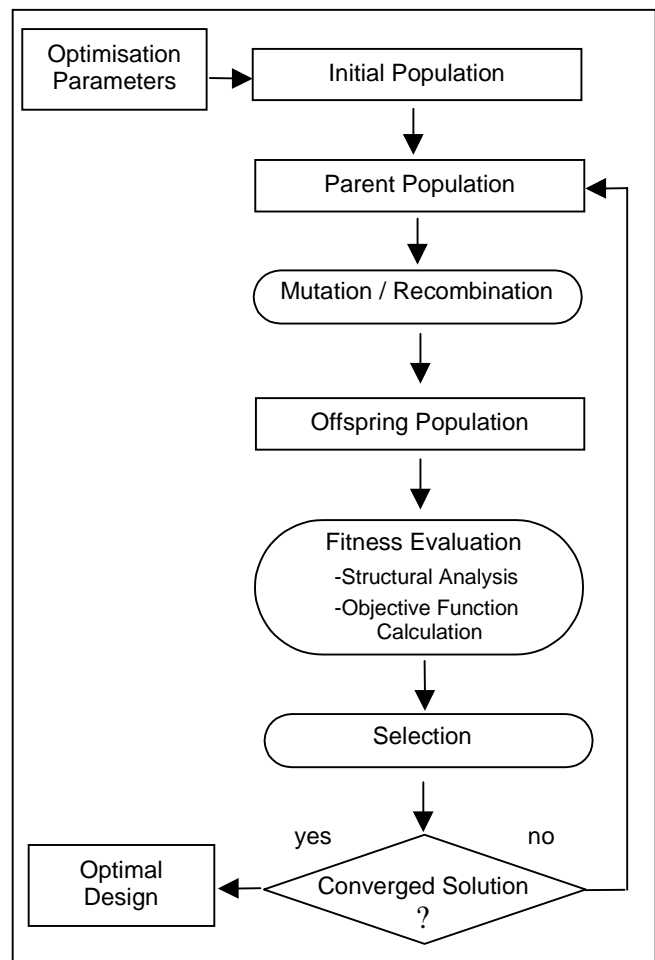 Optimisation
Parameters
Initial Population
Parent Population
Mutation / Recombination
Offspring Population
Fitness Evaluation
-Structural Analysis
-Objective Function
Calculation
Selection
yes
no
Optimal
Design
Converged Solution
?